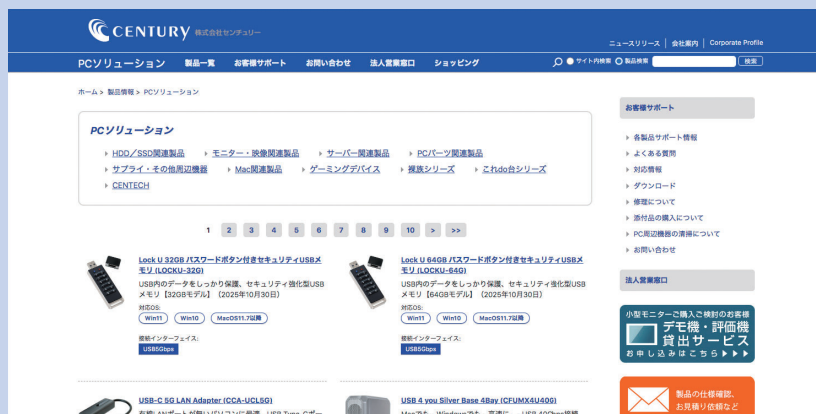 CENTURY 株式会社センチュリー
ニュースリリース | 会社案内 | Corporate Profile
PCソリューション 製品一覧 お客様サポート お問い合わせ 法人営業窓口 ショッピング サイト内検索 製品検索 検索
ホーム > 製品情報 > PCソリューション
PCソリューション
HDD/SSD関連製品 モニター・映像関連製品 サーバー関連製品 PCパーツ関連製品
サプライ・その他周辺機器 Mac関連製品 ゲーミングデバイス 裸族シリーズ これdo台シリーズ
CENTECH
1 2 3 4 5 6 7 8 9 10 > >>
Lock U 32GB パスワードボタン付きセキュリティUSBメ
モリ (LOCKU-32G)
USB内のデータをしっかり保護、セキュリティ強化型USB
メモリ【32GBモデル】（2025年10月30日）
対応OS:
Win11 Win10 MacOS11.7以降
接続インターフェイス:
USB5Gbps
Lock U 64GB パスワードボタン付きセキュリティUSBメ
モリ (LOCKU-64G)
USB内のデータをしっかり保護、セキュリティ強化型USB
メモリ【64GBモデル】（2025年10月30日）
対応OS:
Win11 Win10 MacOS11.7以降
接続インターフェイス:
USB5Gbps
USB-C 5G LAN Adapter (CCA-UCL5G)
USB 4 you Silver Base 4Bay (CFUMX4U40G)
お客様サポート
各製品サポート情報
よくある質問
対応情報
ダウンロード
修理について
添付品の購入について
PC周辺機器の清掃について
お問い合わせ
法人営業窓口
小型モニターご購入ご検討のお客様
デモ機・評価機
貸出サービス
お申し込みはこちら▶▶▶
製品の仕様確認、
お見積り依頼など